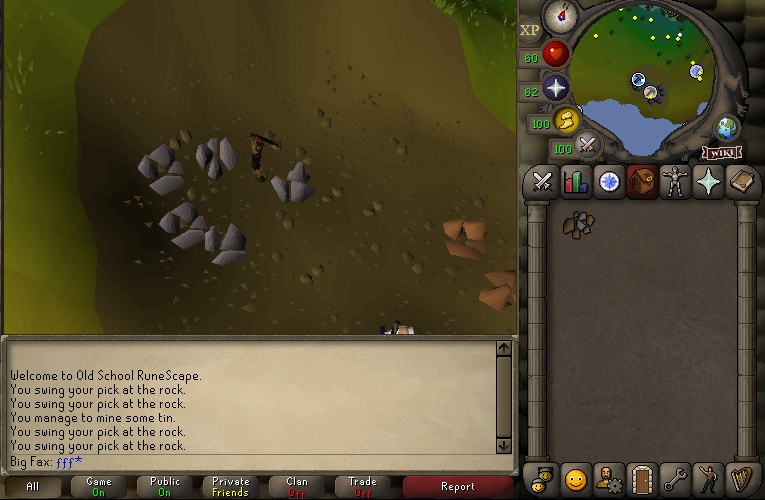 XP
60
62
100
100
WIKI
Welcome to Old School RuneScape.
You swing your pick at the rock.
You swing your pick at the rock.
You manage to mine some tin.
You swing your pick at the rock.
You swing your pick at the rock.
Big Fax: fff*
All
Game
On
Public
On
Private
Friends
Clan
Off
Trade
Off
Report